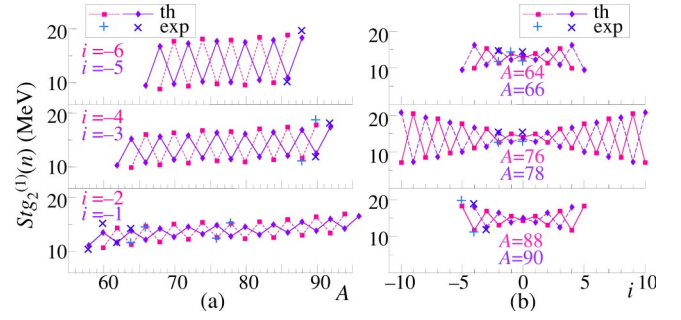 th
exp
th
exp
Stg₂⁽¹⁾(n) (MeV)
20
10
i=–6
i=–5
20
10
i=–4
i=–3
20
10
i=–2
i=–1
60
70
80
90
A
(a)
20
10
A=64
A=66
20
10
A=76
A=78
20
10
A=88
A=90
–10
–5
0
5
10
i
(b)